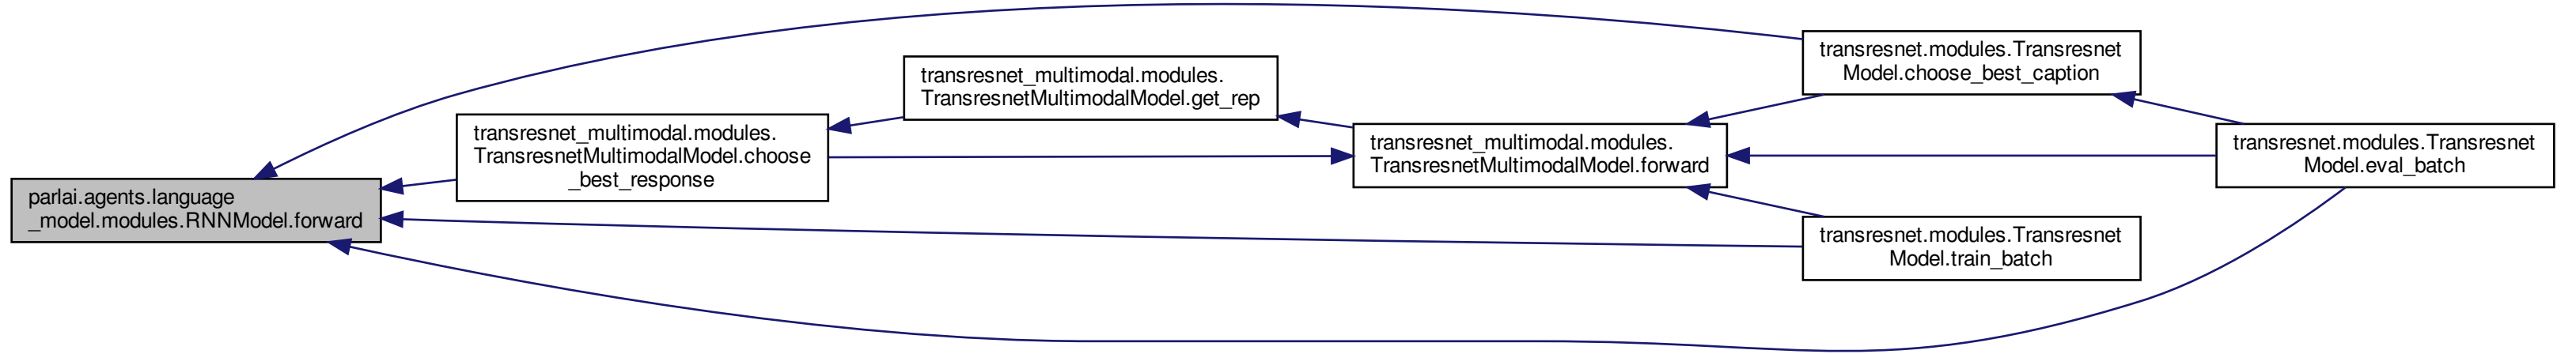 parlai.agents.language
_model.modules.RNNModel.forward
transresnet_multimodal.modules.
TransresnetMultimodalModel.choose
_best_response
transresnet_multimodal.modules.
TransresnetMultimodalModel.get_rep
transresnet_multimodal.modules.
TransresnetMultimodalModel.forward
transresnet.modules.Transresnet
Model.choose_best_caption
transresnet.modules.Transresnet
Model.train_batch
transresnet.modules.Transresnet
Model.eval_batch